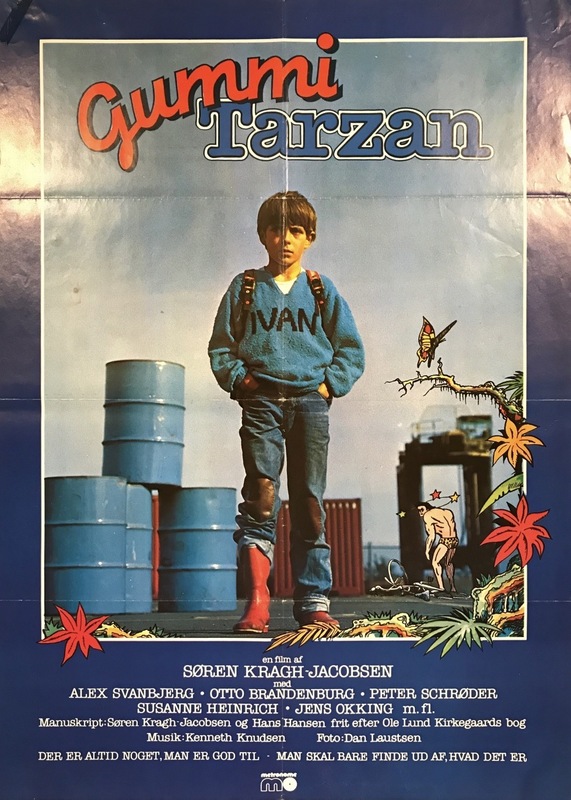 Gummi
Tarzan
IVAN
en film af
SØREN KRAGH-JACOBSEN
med
ALEX SVANBJERG • OTTO BRANDENBURG • PETER SCHRØDER
SUSANNE HEINRICH • JENS OKKING m.fl.
Manuskript: Søren Kragh-Jacobsen og Hans Hansen frit efter Ole Lund Kirkegaards bog
Musik: Kenneth Knudsen Foto: Dan Laustsen
DER ER ALTID NOGET, MAN ER GOD TIL · MAN SKAL BARE FINDE UD AF, HVAD DET ER
metronome
mo